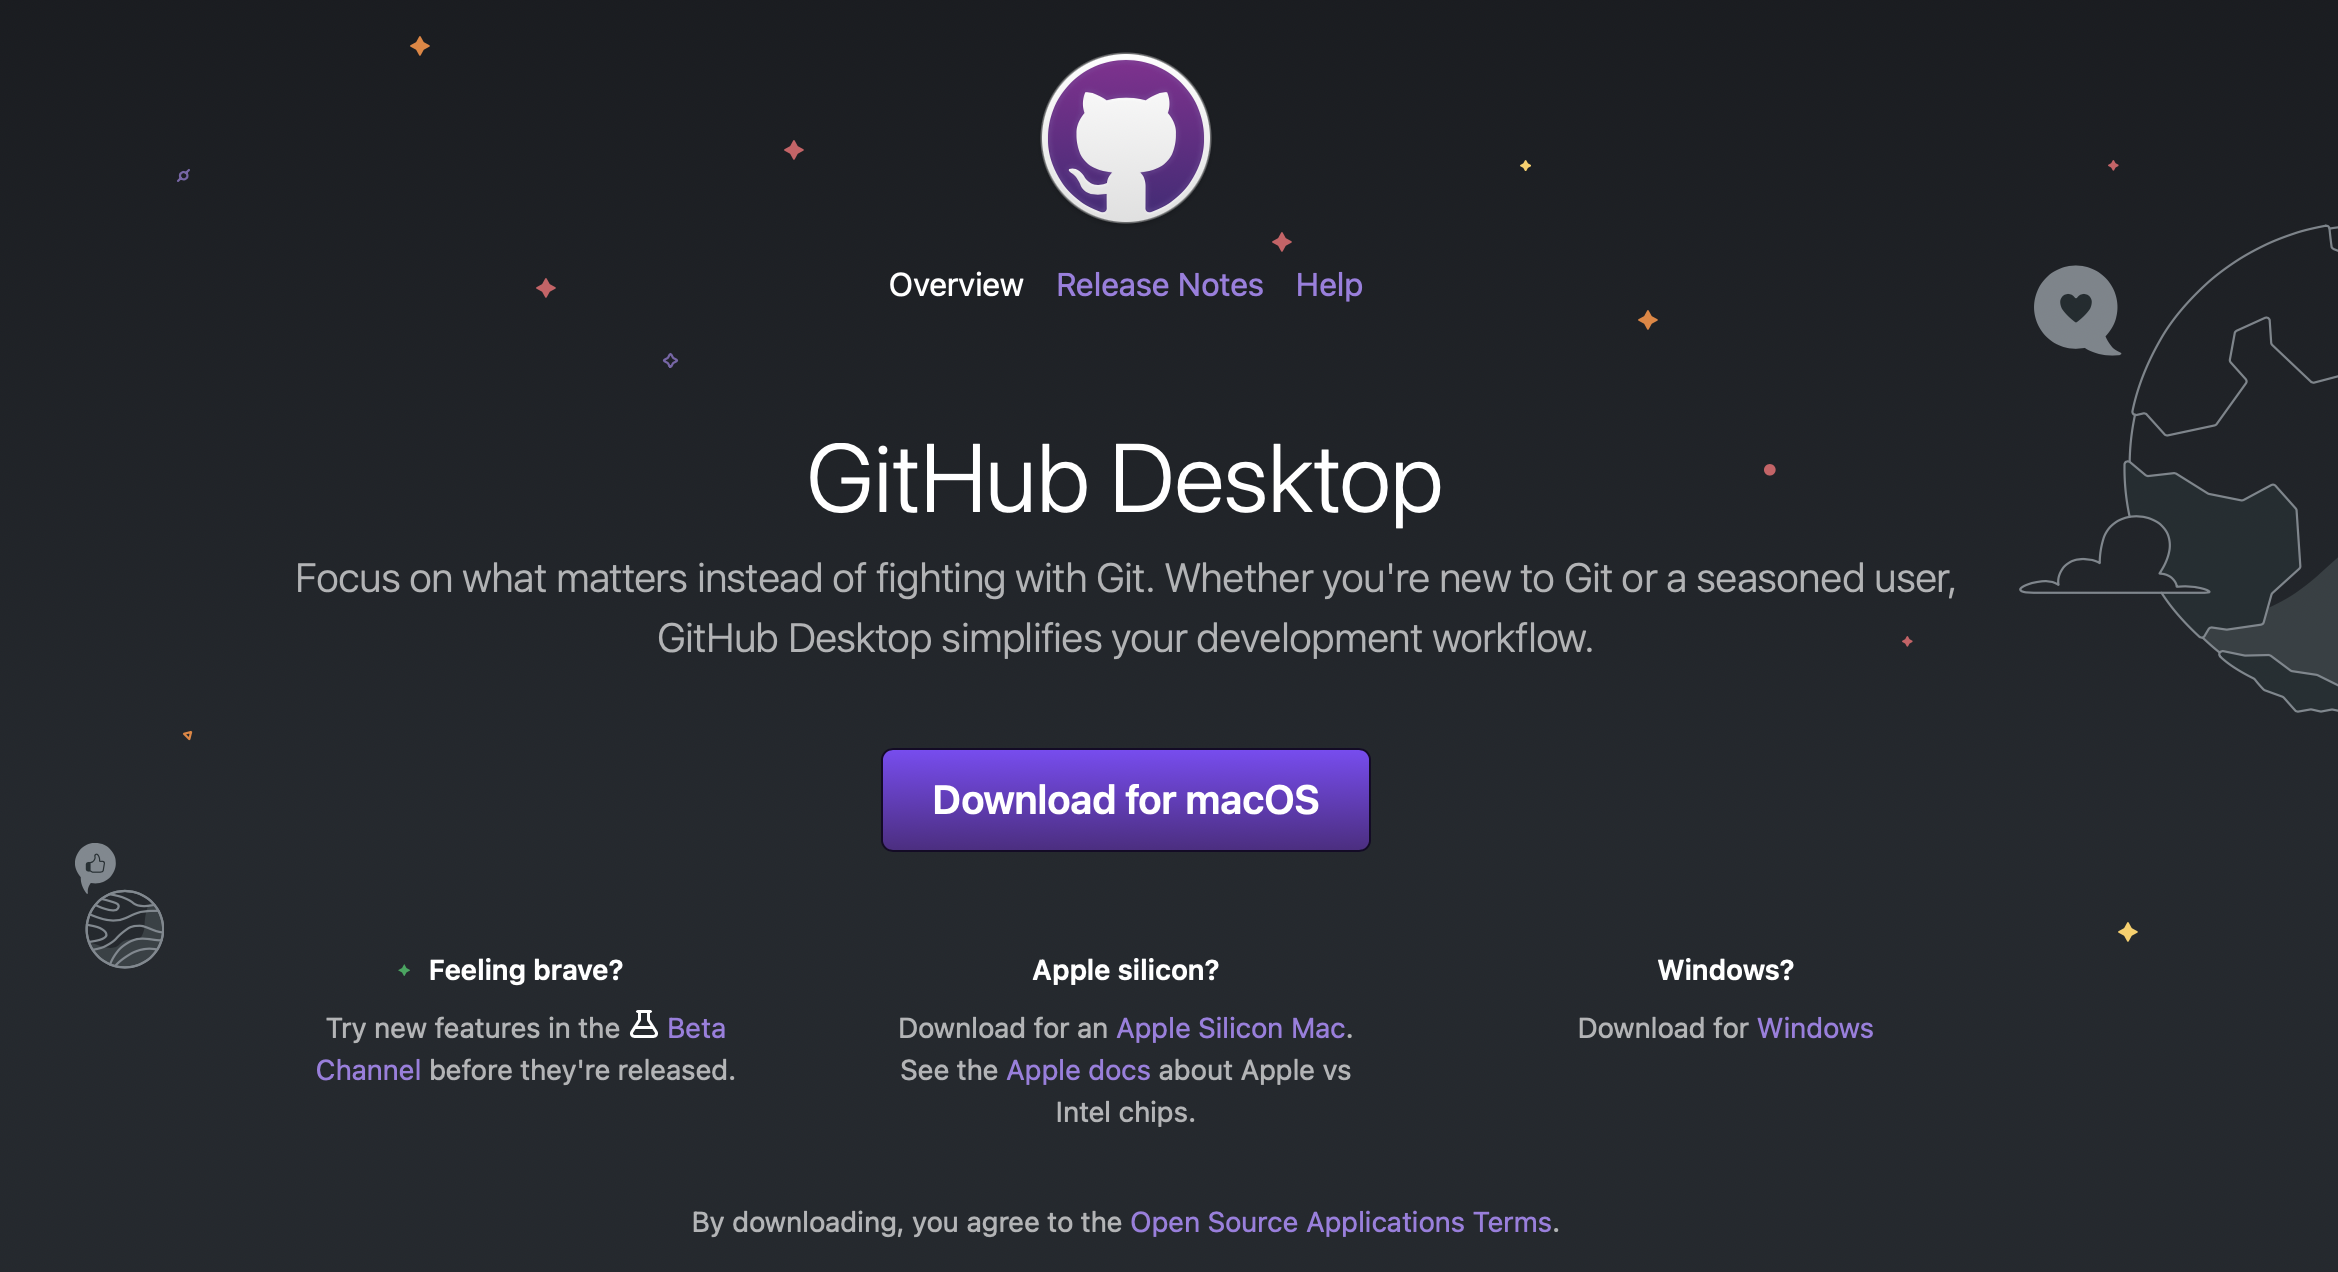 Overview Release Notes Help
GitHub Desktop
Focus on what matters instead of fighting with Git. Whether you're new to Git or a seasoned user,
GitHub Desktop simplifies your development workflow.
Download for macOS
Feeling brave?
Try new features in the Beta
Channel before they're released.
Apple silicon?
Download for an Apple Silicon Mac.
See the Apple docs about Apple vs
Intel chips.
Windows?
Download for Windows
By downloading, you agree to the Open Source Applications Terms.